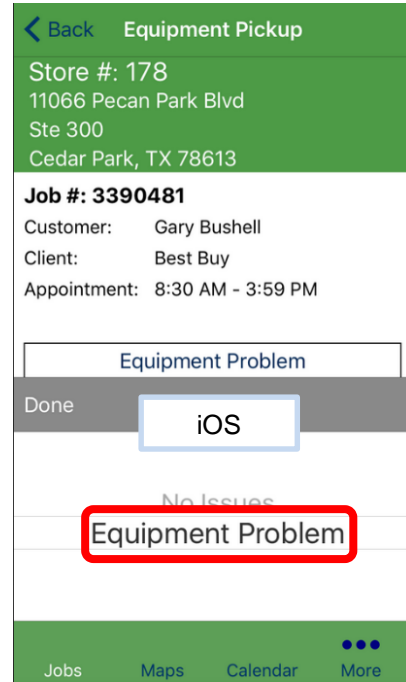 Back Equipment Pickup
Store #: 178
11066 Pecan Park Blvd
Ste 300
Cedar Park, TX 78613
Job #: 3390481
Customer: Gary Bushell
Client: Best Buy
Appointment: 8:30 AM - 3:59 PM
Equipment Problem
Done
iOS
No Issues
Equipment Problem
Jobs Maps Calendar More